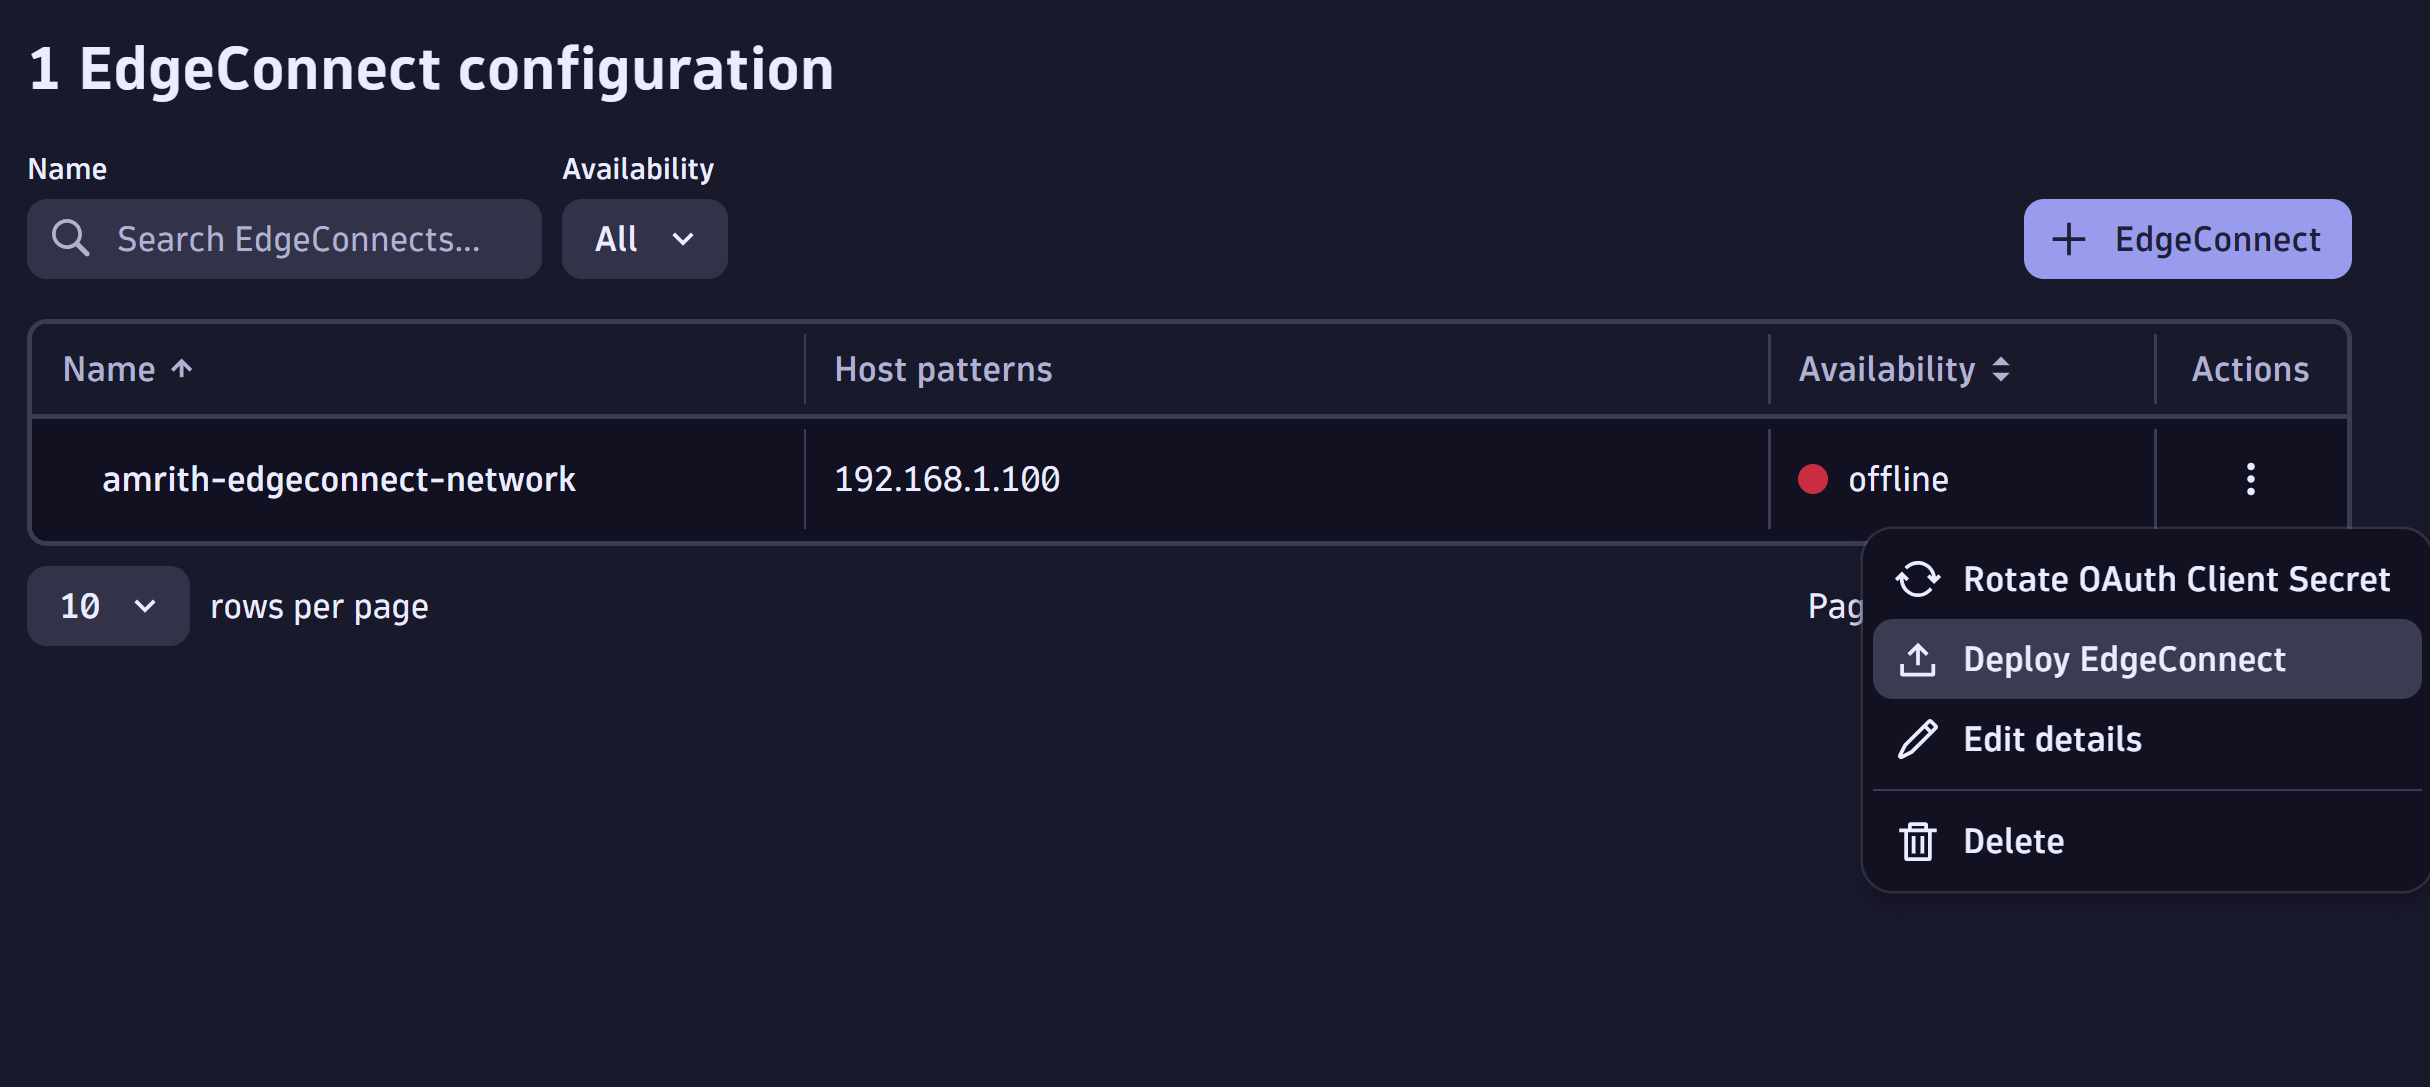 1 EdgeConnect configuration
Name
Availability
Search EdgeConnects...
All
EdgeConnect
Name
Host patterns
Availability
Actions
amrith-edgeconnect-network
192.168.1.100
offline
10
rows per page
Rotate OAuth Client Secret
Deploy EdgeConnect
Edit details
Delete